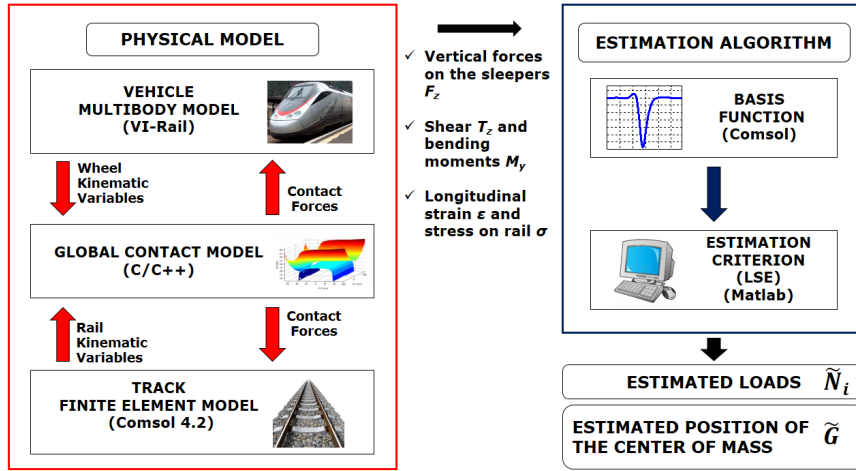 PHYSICAL MODEL
VEHICLE
MULTIBODY MODEL
(VI-Rail)
Wheel
Kinematic
Variables
Contact
Forces
GLOBAL CONTACT MODEL
(C/C++)
Rail
Kinematic
Variables
Contact
Forces
TRACK
FINITE ELEMENT MODEL
(Comsol 4.2)
✓ Vertical forces
on the sleepers
F_z
✓ Shear T_z and
bending
moments M_y
✓ Longitudinal
strain ε and
stress on rail σ
ESTIMATION ALGORITHM
BASIS
FUNCTION
(Comsol)
ESTIMATION
CRITERION
(LSE)
(Matlab)
ESTIMATED LOADS Ñ_i
ESTIMATED POSITION OF
THE CENTER OF MASS G̃